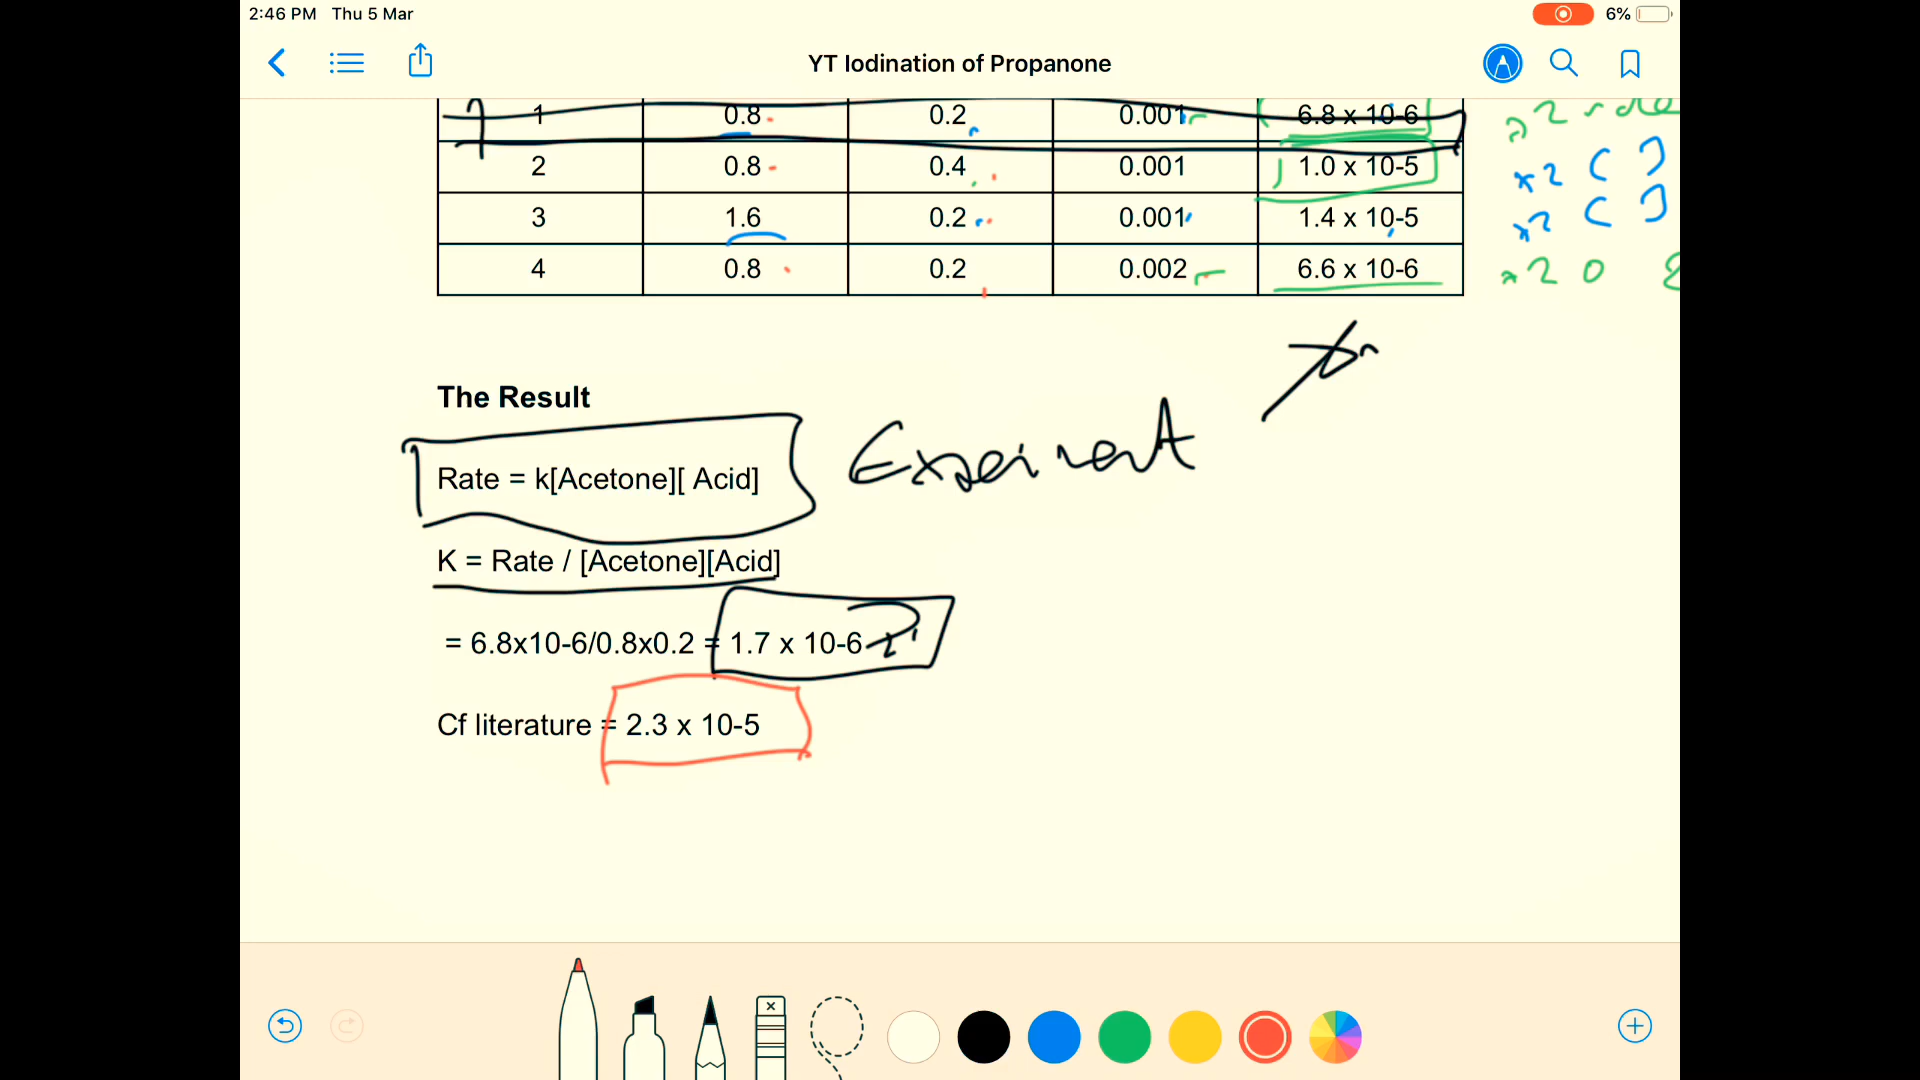 2:46 PM Thu 5 Mar 6%
YT Iodination of Propanone
1 0.8 0.2 0.001 6.8 x 10-6
2 0.8 0.4 0.001 1.0 x 10-5 x2 [ ]
3 1.6 0.2 0.001 1.4 x 10-5 x2 [ ]
4 0.8 0.2 0.002 6.6 x 10-6 x2 0
The Result
Rate = k[Acetone][ Acid]
K = Rate / [Acetone][Acid]
= 6.8x10-6/0.8x0.2 = 1.7 x 10-6
Cf literature = 2.3 x 10-5